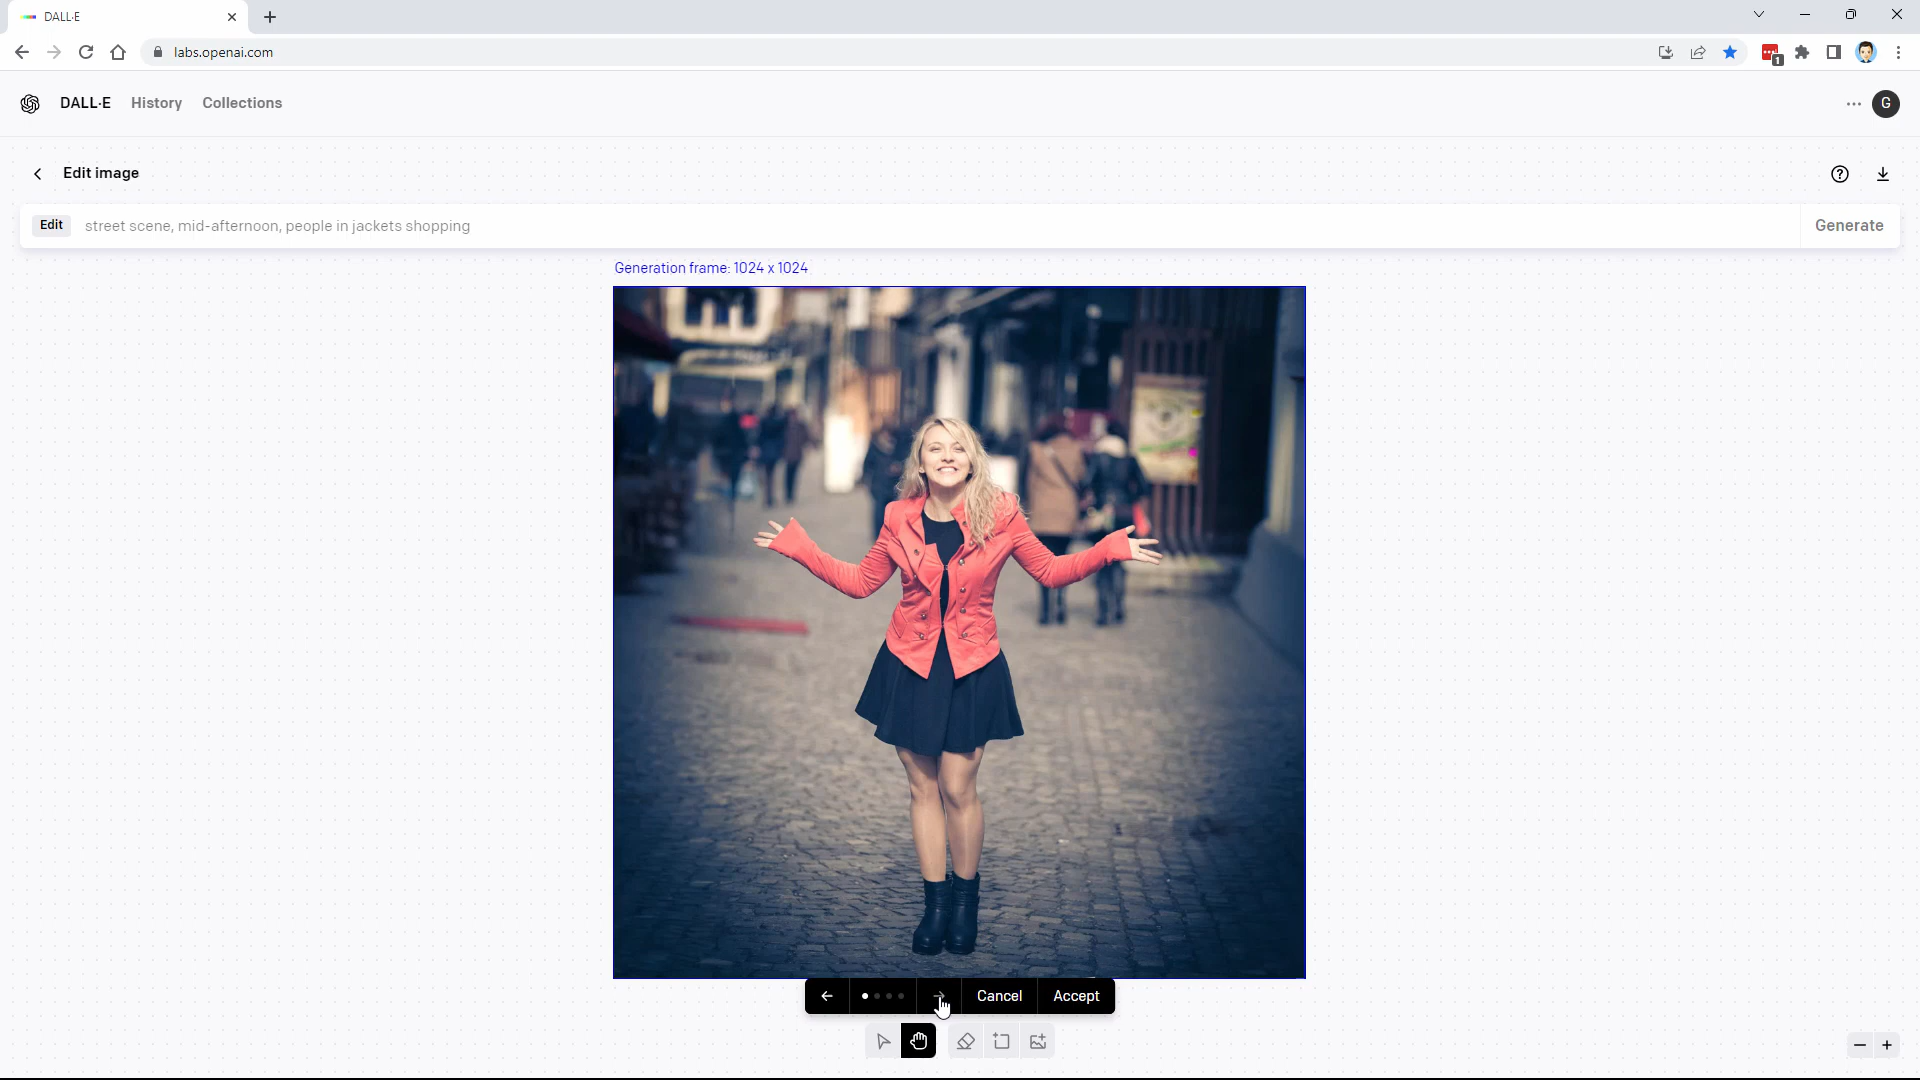 DALL·E
labs.openai.com
1
DALL·E History Collections
G
Edit image
Edit street scene, mid-afternoon, people in jackets shopping Generate
Generation frame: 1024 x 1024
Cancel Accept